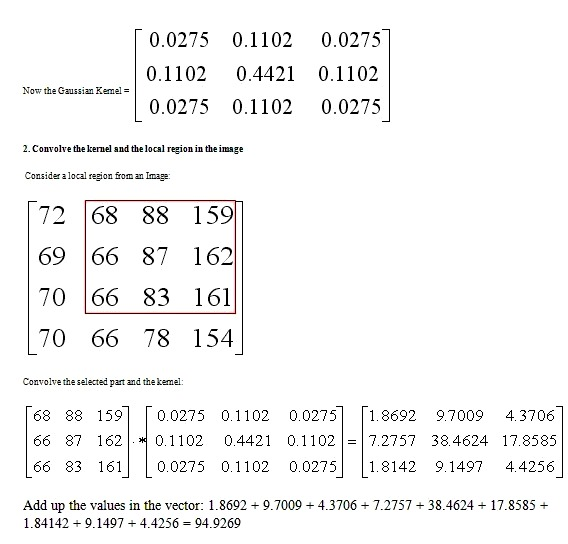 0.0275 0.1102 0.0275
0.1102 0.4421 0.1102
Now the Gaussian Kernel =
0.0275 0.1102 0.0275
2. Convolve the kernel and the local region in the image
Consider a local region from an Image:
72 68 88 159
69 66 87 162
70 66 83 161
70 66 78 154
Convolve the selected part and the kernel:
68 88 159 0.0275 0.1102 0.0275 1.8692 9.7009 4.3706
66 87 162 .* 0.1102 0.4421 0.1102 = 7.2757 38.4624 17.8585
66 83 161 0.0275 0.1102 0.0275 1.8142 9.1497 4.4256
Add up the values in the vector: 1.8692 + 9.7009 + 4.3706 + 7.2757 + 38.4624 + 17.8585 +
1.84142 + 9.1497 + 4.4256 = 94.9269